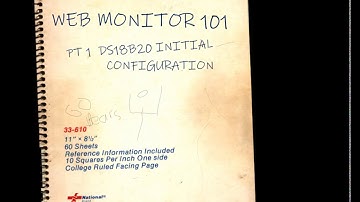 WEB MONITOR 101
PT 1 DS18B20 INITIAL
CONFIGURATION
60
33-610
11" × 8½"
60 Sheets
Reference Information Included
10 Squares Per Inch One side
College Ruled Facing Page
National®